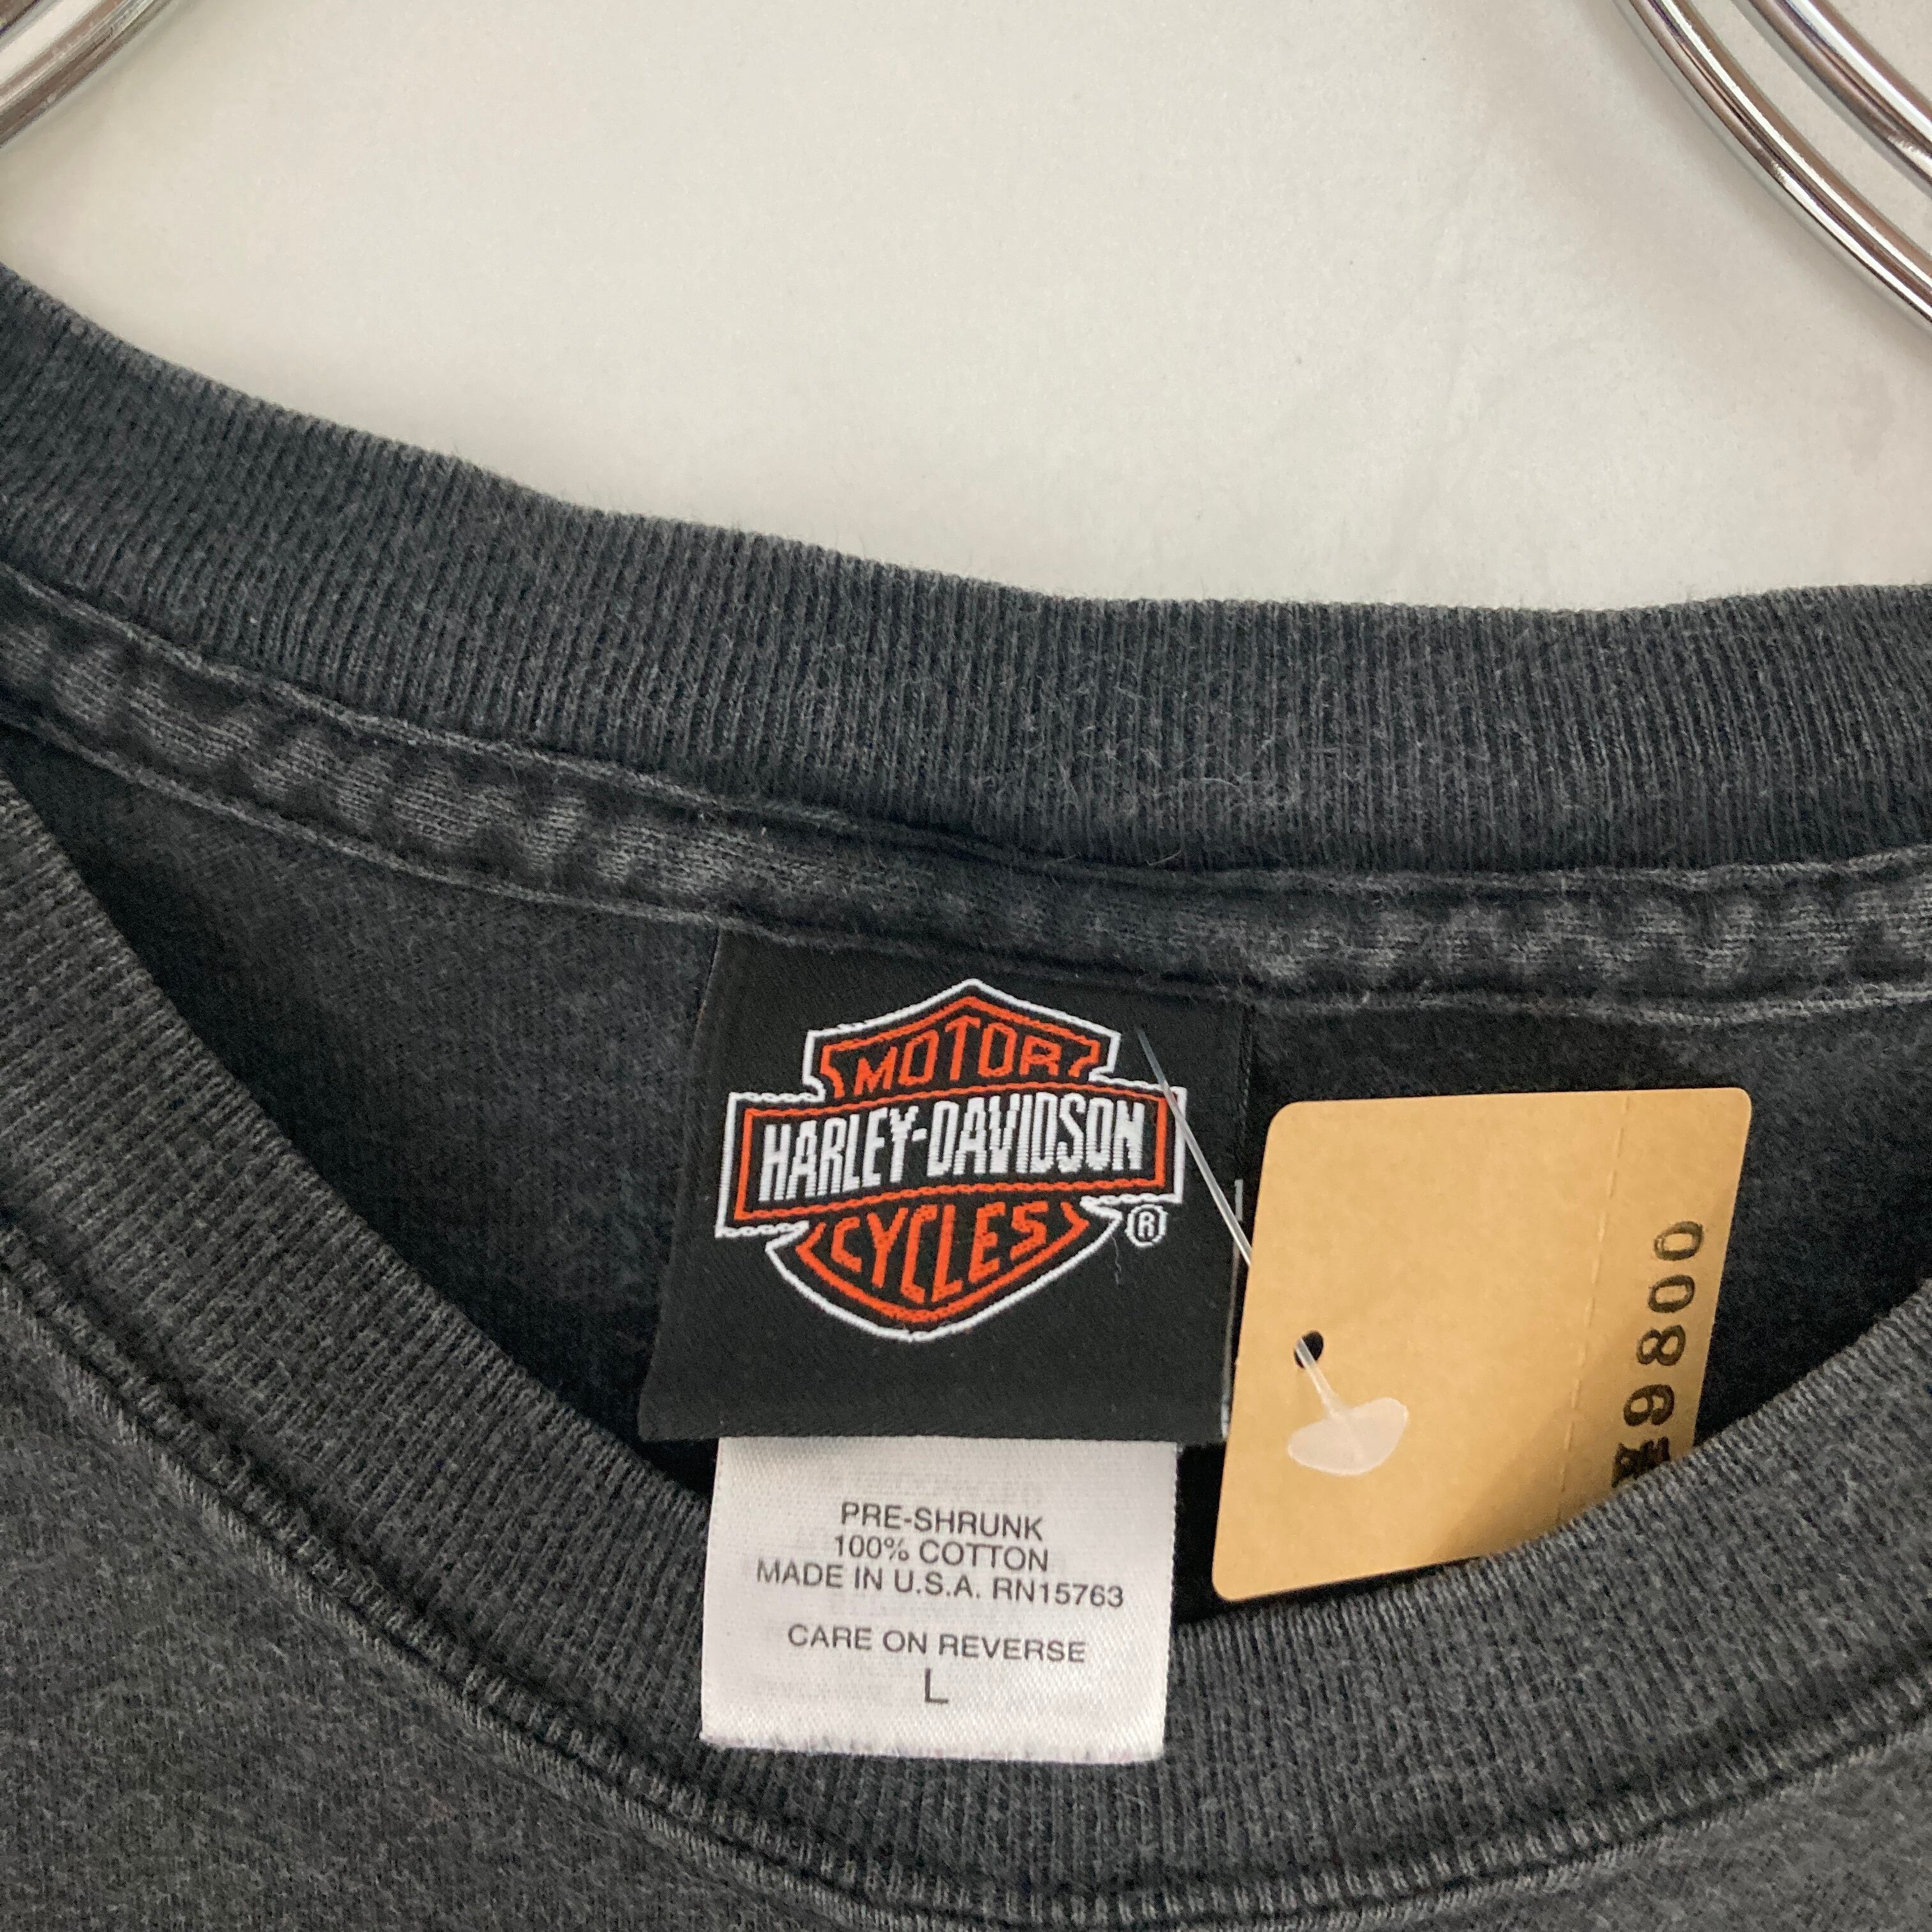 MOTOR
HARLEY-DAVIDSON
CYCLES ®
PRE-SHRUNK
100% COTTON
MADE IN U.S.A. RN15763
CARE ON REVERSE
L
¥9800